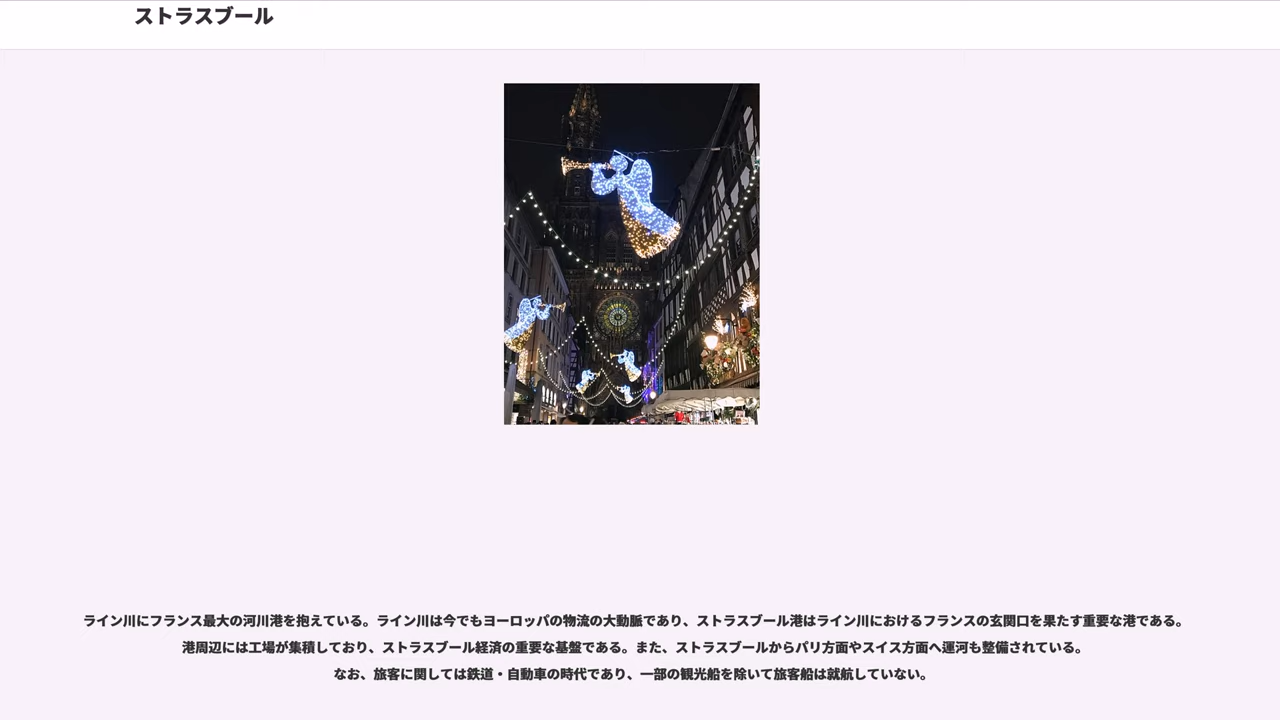 ストラスブール
ライン川にフランス最大の河川港を抱えている。ライン川は今でもヨーロッパの物流の大動脈であり、ストラスブール港はライン川におけるフランスの玄関口を果たす重要な港である。
港周辺には工場が集積しており、ストラスブール経済の重要な基盤である。また、ストラスブールからパリ方面やスイス方面へ運河も整備されている。
なお、旅客に関しては鉄道・自動車の時代であり、一部の観光船を除いて旅客船は就航していない。